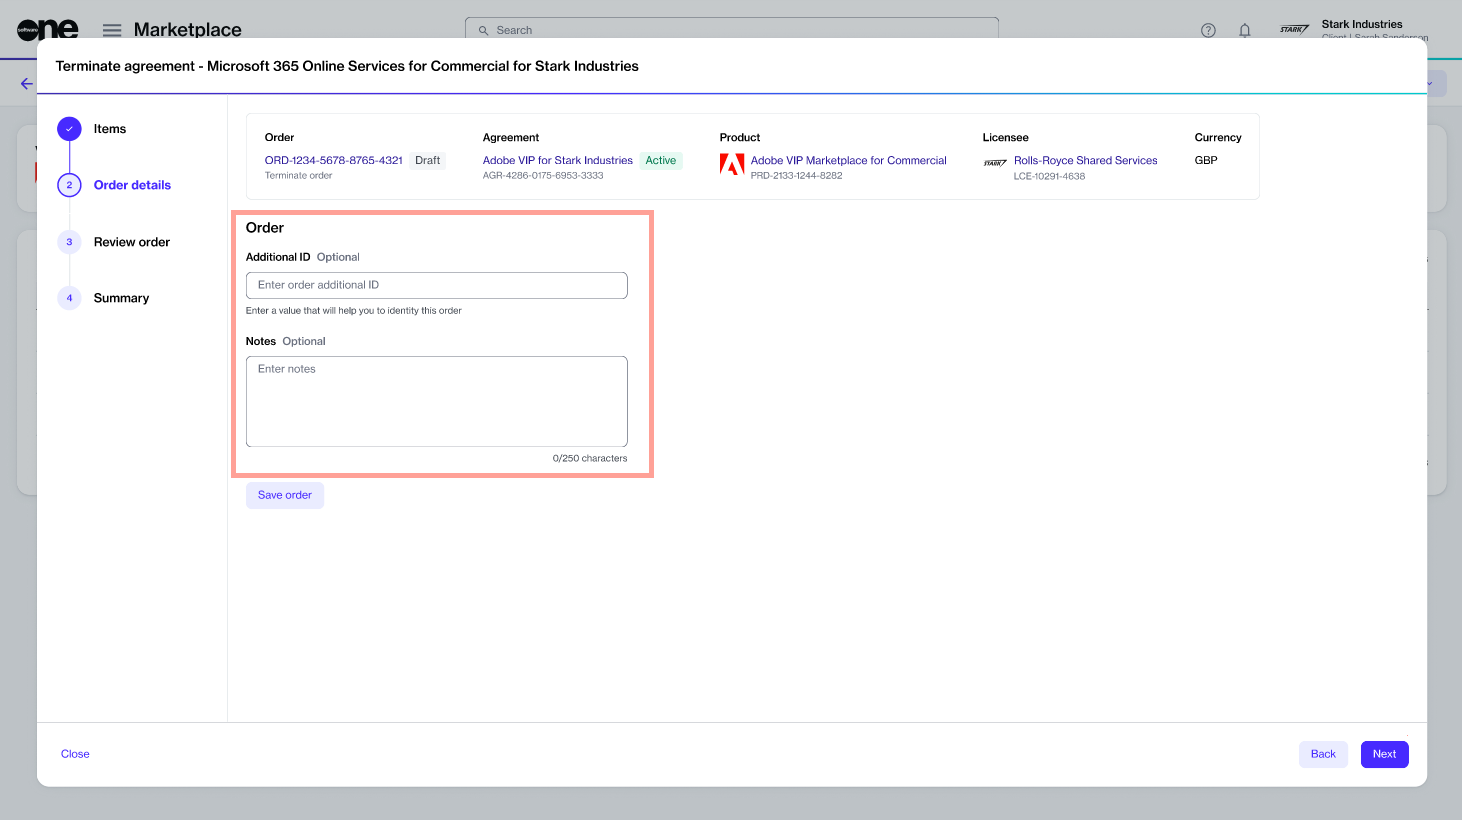 software one
Marketplace
Search
STARK
Stark Industries
Client | Sarah Sanderson
Terminate agreement - Microsoft 365 Online Services for Commercial for Stark Industries
Items
2 Order details
3 Review order
4 Summary
Order Agreement Product Licensee Currency
ORD-1234-5678-8765-4321 Draft Adobe VIP for Stark Industries Active Adobe VIP Marketplace for Commercial STARK Rolls-Royce Shared Services GBP
Terminate order AGR-4286-0175-6953-3333 PRD-2133-1244-8282 LCE-10291-4638
Order
Additional ID Optional
Enter order additional ID
Enter a value that will help you to identity this order
Notes Optional
Enter notes
0/250 characters
Save order
Close Back Next